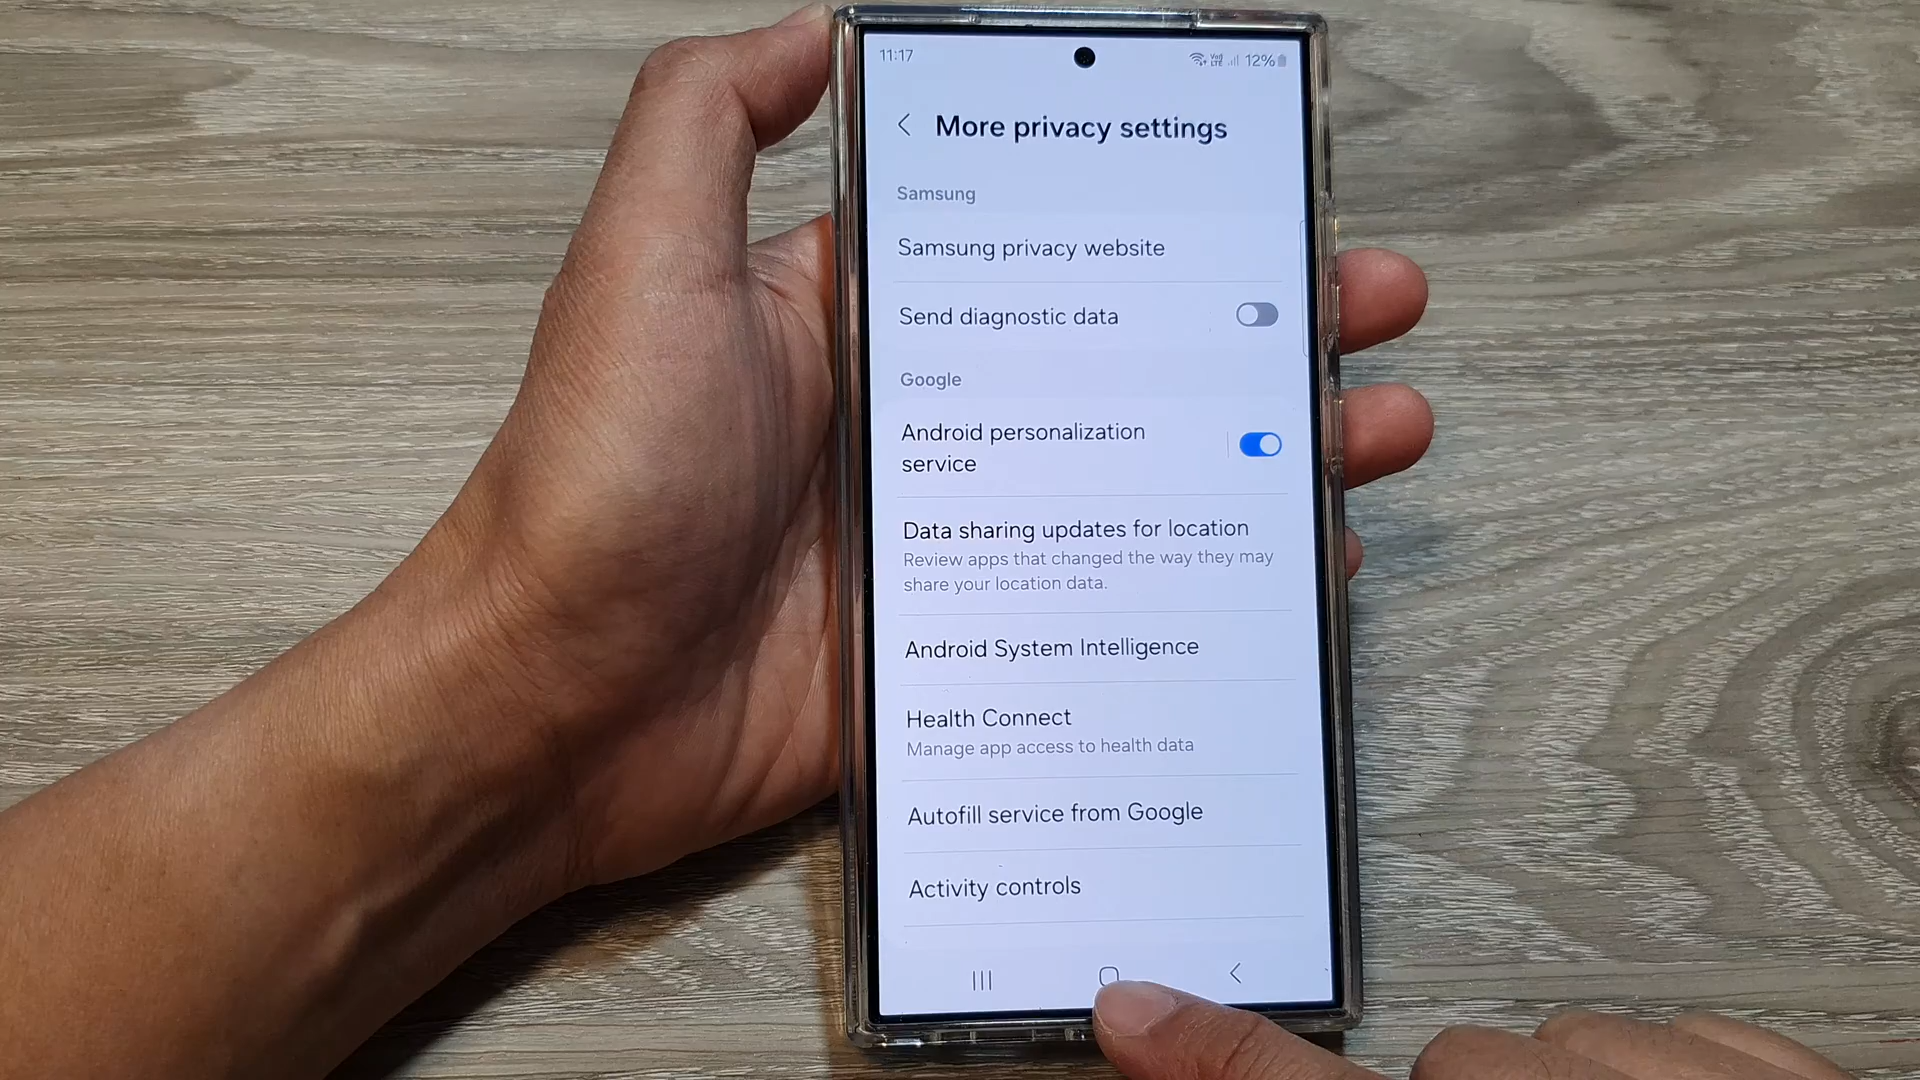 11:17
Vo) LTE 12%
More privacy settings
Samsung
Samsung privacy website
Send diagnostic data
Google
Android personalization
service
Data sharing updates for location
Review apps that changed the way they may
share your location data.
Android System Intelligence
Health Connect
Manage app access to health data
Autofill service from Google
Activity controls